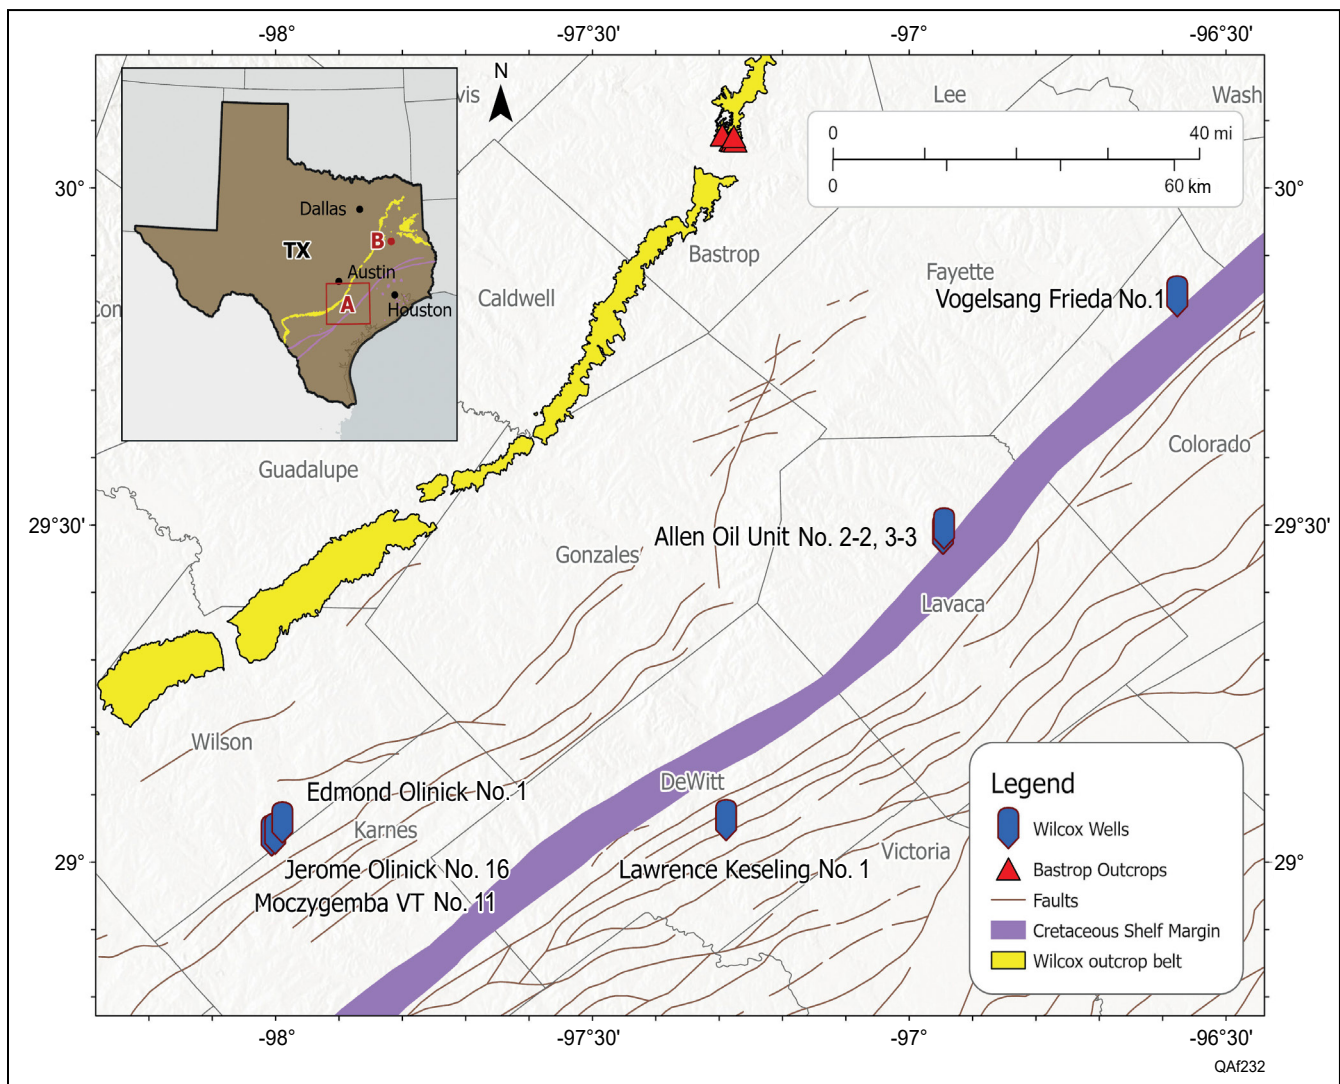 -98°
-97°30'
-97°
-96°30'
N
vis
Lee
Wash
0
40 mi
0
60 km
30°
30°
Dallas
B
TX
Austin
A
Houston
Con
Bastrop
Caldwell
Fayette
Vogelsang Frieda No.1
Colorado
Guadalupe
29°30'
29°30'
Allen Oil Unit No. 2-2, 3-3
Gonzales
Lavaca
Wilson
DeWitt
Edmond Olinick No. 1
Karnes
Victoria
29°
29°
Jerome Olinick No. 16
Lawrence Keseling No. 1
Moczygemba VT No. 11
Legend
Wilcox Wells
Bastrop Outcrops
Faults
Cretaceous Shelf Margin
Wilcox outcrop belt
-98°
-97°30'
-97°
-96°30'
QAf232